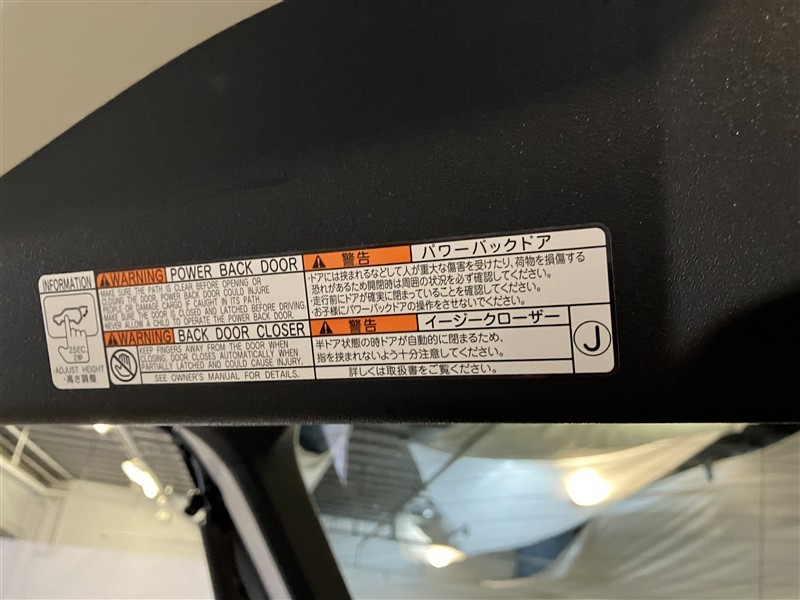 INFORMATION
2SEC.
2秒
・ADJUST HEIGHT
・高さ調整
WARNING POWER BACK DOOR
MAKE SURE THE PATH IS CLEAR BEFORE OPENING OR
CLOSING THE DOOR. POWER BACK DOOR COULD INJURE
PEOPLE OR DAMAGE CARGO IF CAUGHT IN ITS PATH.
MAKE SURE THE DOOR IS CLOSED AND LATCHED BEFORE DRIVING.
NEVER ALLOW A CHILD TO OPERATE THE POWER BACK DOOR.
WARNING BACK DOOR CLOSER
KEEP FINGERS AWAY FROM THE DOOR WHEN
CLOSING. DOOR CLOSES AUTOMATICALLY WHEN
PARTIALLY LATCHED AND COULD CAUSE INJURY.
SEE OWNER'S MANUAL FOR DETAILS.
警告 パワーバックドア
・ドアには挟まれるなどして人が重大な傷害を受けたり、荷物を損傷する
恐れがあるため開閉時は周囲の状況を必ず確認してください。
・走行前にドアが確実に閉まっていることを確認してください。
・お子様にパワーバックドアの操作をさせないでください。
警告 イージークローザー
半ドア状態の時ドアが自動的に閉まるため、
指を挟まれないよう十分注意してください。
詳しくは取扱書をご覧ください。
J